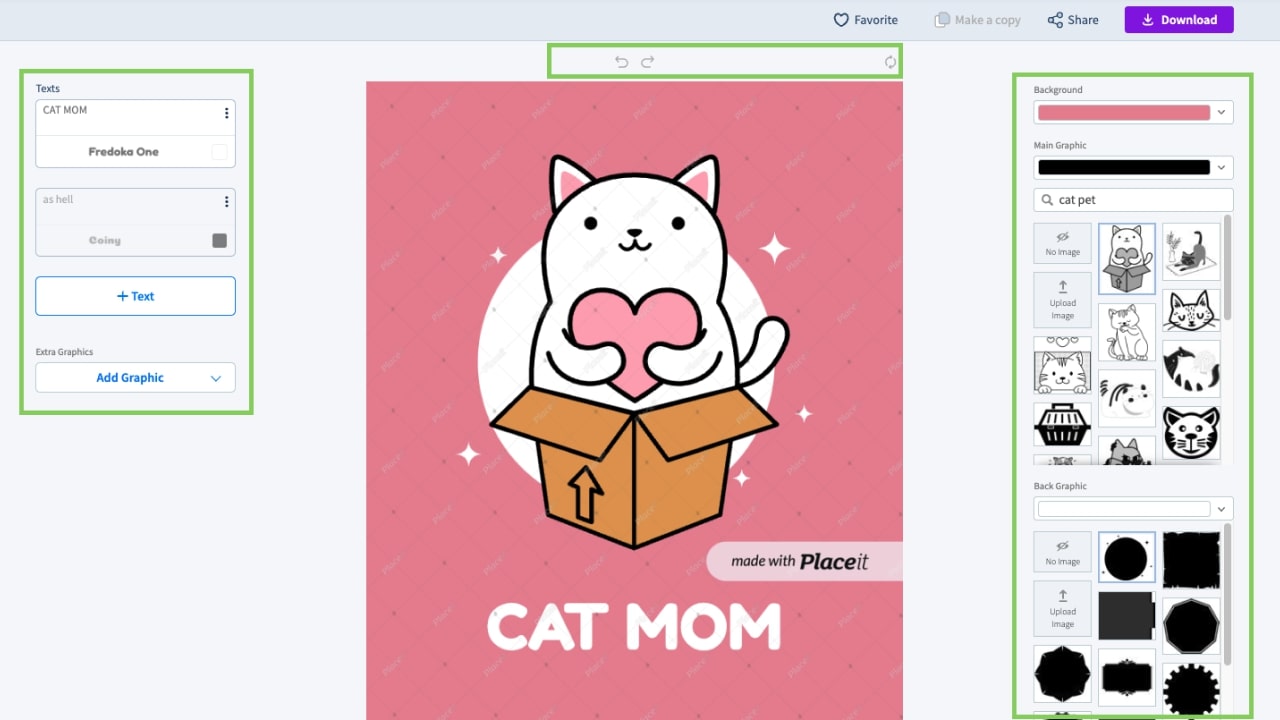 Favorite
Make a copy
Share
Download
Texts
CAT MOM
Fredoka One
as hell
Coiny
+ Text
Extra Graphics
Add Graphic
made with Placeit
CAT MOM
Background
Main Graphic
cat pet
No Image
Upload
Image
Back Graphic
No Image
Upload
Image